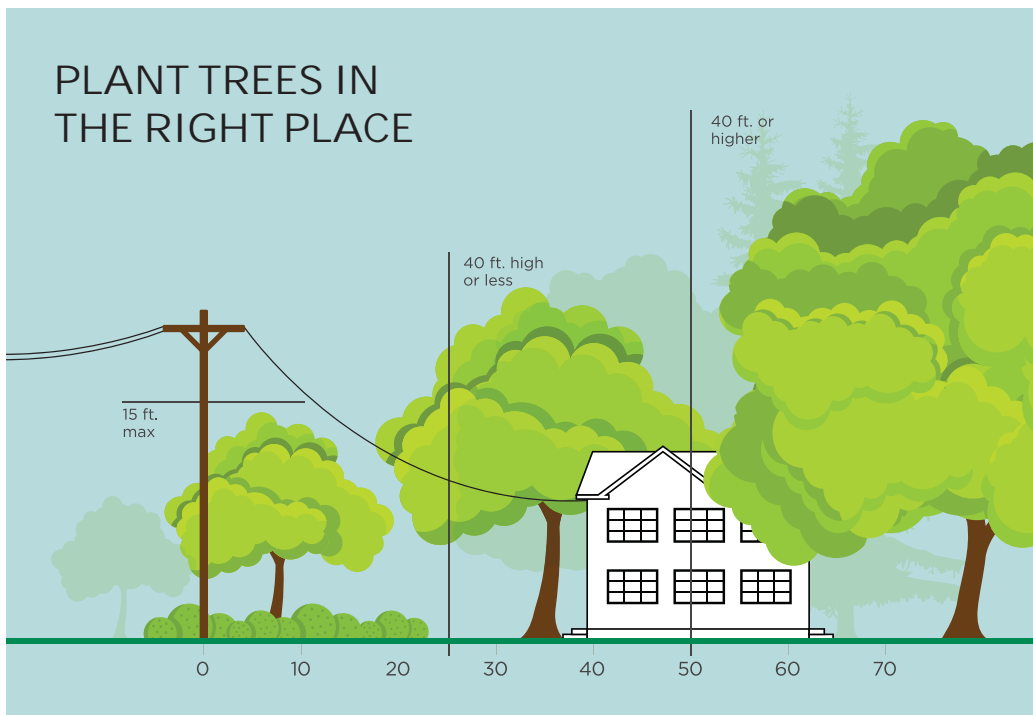 PLANT TREES IN
THE RIGHT PLACE
40 ft. or
higher
40 ft. high
or less
15 ft.
max
0 10 20 30 40 50 60 70